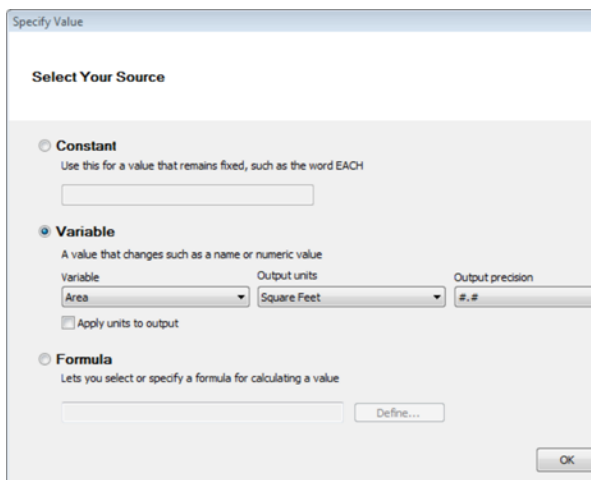 Specify Value
Select Your Source
Constant
Use this for a value that remains fixed, such as the word EACH
Variable
A value that changes such as a name or numeric value
Variable Output units Output precision
Area Square Feet #.#
Apply units to output
Formula
Lets you select or specify a formula for calculating a value
Define...
OK